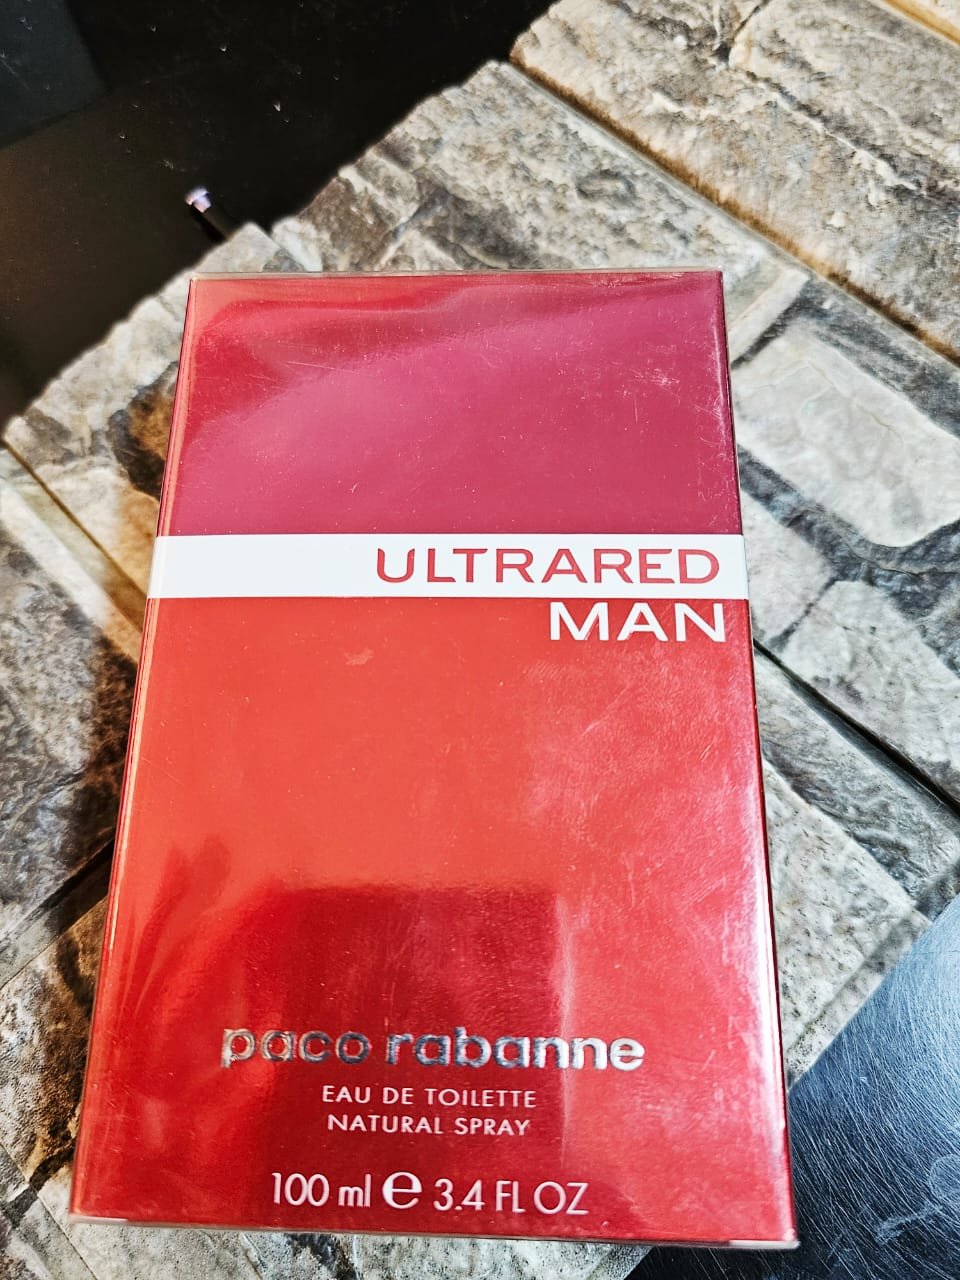 ULTRARED
MAN
paco rabanne
EAU DE TOILETTE
NATURAL SPRAY
100 ml e 3.4 FL OZ